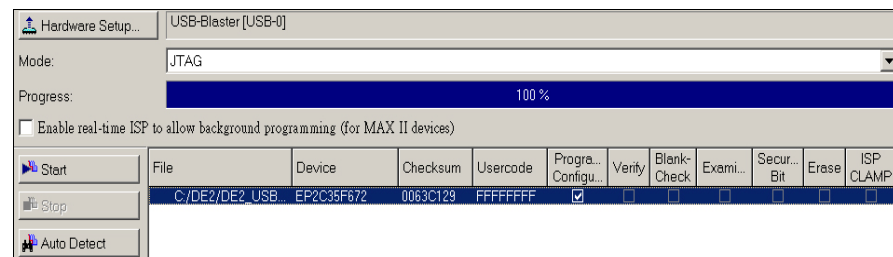 Hardware Setup... USB-Blaster [USB-0]
Mode: JTAG
Progress: 100 %
Enable real-time ISP to allow background programming (for MAX II devices)
Start
Stop
Auto Detect
File Device Checksum Usercode Progra... Configu... Verify Blank-Check Exami... Secur... Bit Erase ISP CLAMP
C:/DE2/DE2_USB... EP2C35F672 0063C129 FFFFFFFF